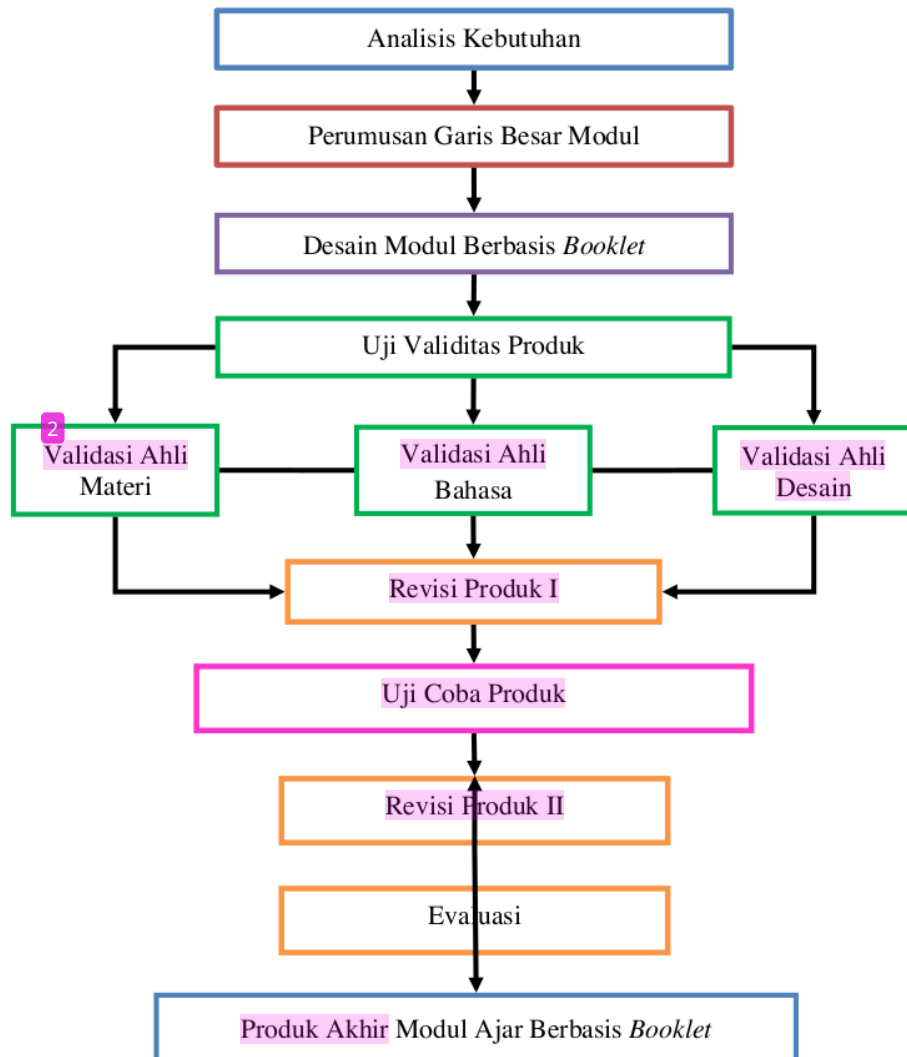 Analisis Kebutuhan
Perumusan Garis Besar Modul
Desain Modul Berbasis Booklet
Uji Validitas Produk
2
Validasi Ahli
Materi
Validasi Ahli
Bahasa
Validasi Ahli
Desain
Revisi Produk I
Uji Coba Produk
Revisi Produk II
Evaluasi
Produk Akhir Modul Ajar Berbasis Booklet